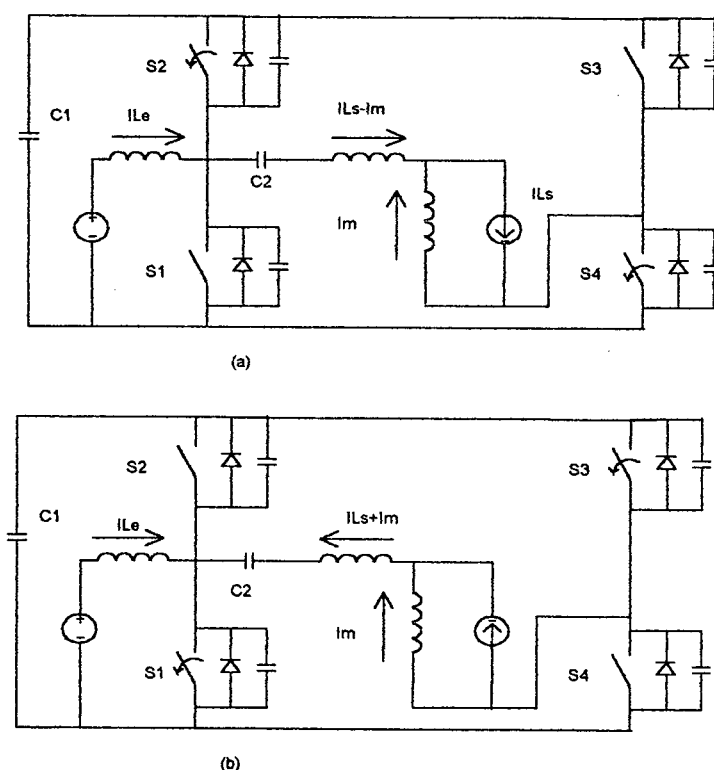 S2
S3
C1
ILe
ILs-Im
C2
Im
ILs
S1
S4
(a)
S2
S3
C1
ILe
ILs+Im
C2
Im
S1
S4
(b)